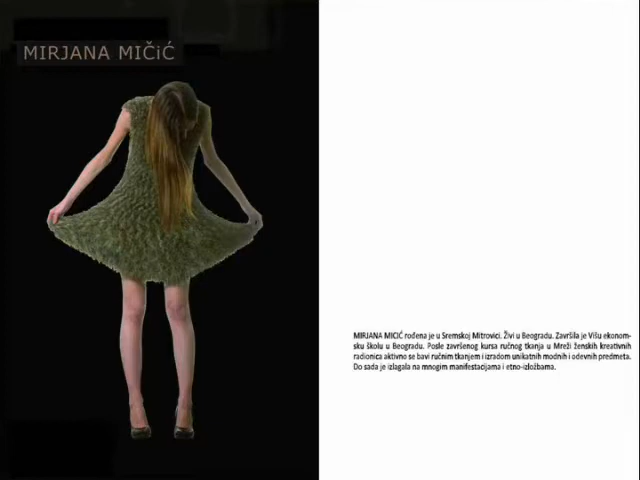 MIRJANA MIČiĆ
MIRJANA MICIĆ rođena je u Sremskoj Mitrovici. Živi u Beogradu. Završila je Višu ekonom-
sku školu u Beogradu. Posle završenog kursa ručnog tkanja u Mreži ženskih kreativnih
radionica aktivno se bavi ručnim tkanjem i izradom unikatnih modnih i odevnih predmeta.
Do sada je izlagala na mnogim manifestacijama i etno-izložbama.